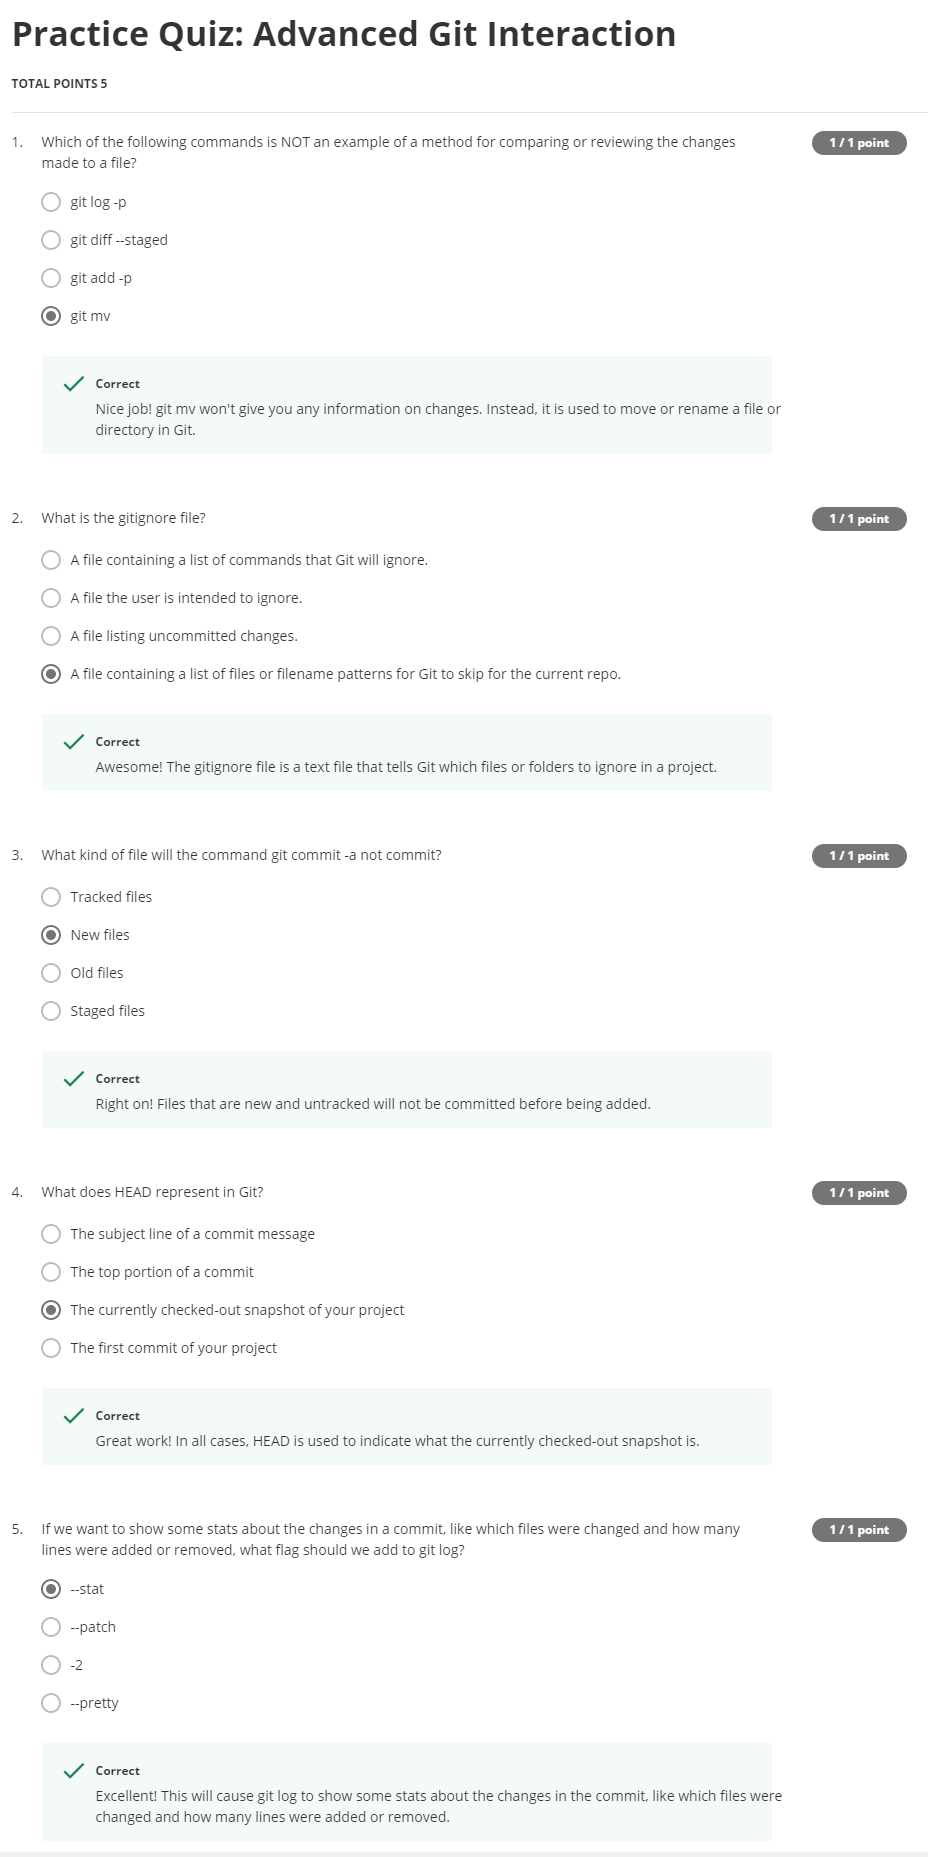 Practice Quiz: Advanced Git Interaction
TOTAL POINTS 5
1. Which of the following commands is NOT an example of a method for comparing or reviewing the changes
made to a file?
1 / 1 point
git log -p
git diff --staged
git add -p
git mv
Correct
Nice job! git mv won't give you any information on changes. Instead, it is used to move or rename a file or
directory in Git.
2. What is the gitignore file?
1 / 1 point
A file containing a list of commands that Git will ignore.
A file the user is intended to ignore.
A file listing uncommitted changes.
A file containing a list of files or filename patterns for Git to skip for the current repo.
Correct
Awesome! The gitignore file is a text file that tells Git which files or folders to ignore in a project.
3. What kind of file will the command git commit -a not commit?
1 / 1 point
Tracked files
New files
Old files
Staged files
Correct
Right on! Files that are new and untracked will not be committed before being added.
4. What does HEAD represent in Git?
1 / 1 point
The subject line of a commit message
The top portion of a commit
The currently checked-out snapshot of your project
The first commit of your project
Correct
Great work! In all cases, HEAD is used to indicate what the currently checked-out snapshot is.
5. If we want to show some stats about the changes in a commit, like which files were changed and how many
lines were added or removed, what flag should we add to git log?
1 / 1 point
--stat
--patch
-2
--pretty
Correct
Excellent! This will cause git log to show some stats about the changes in the commit, like which files were
changed and how many lines were added or removed.